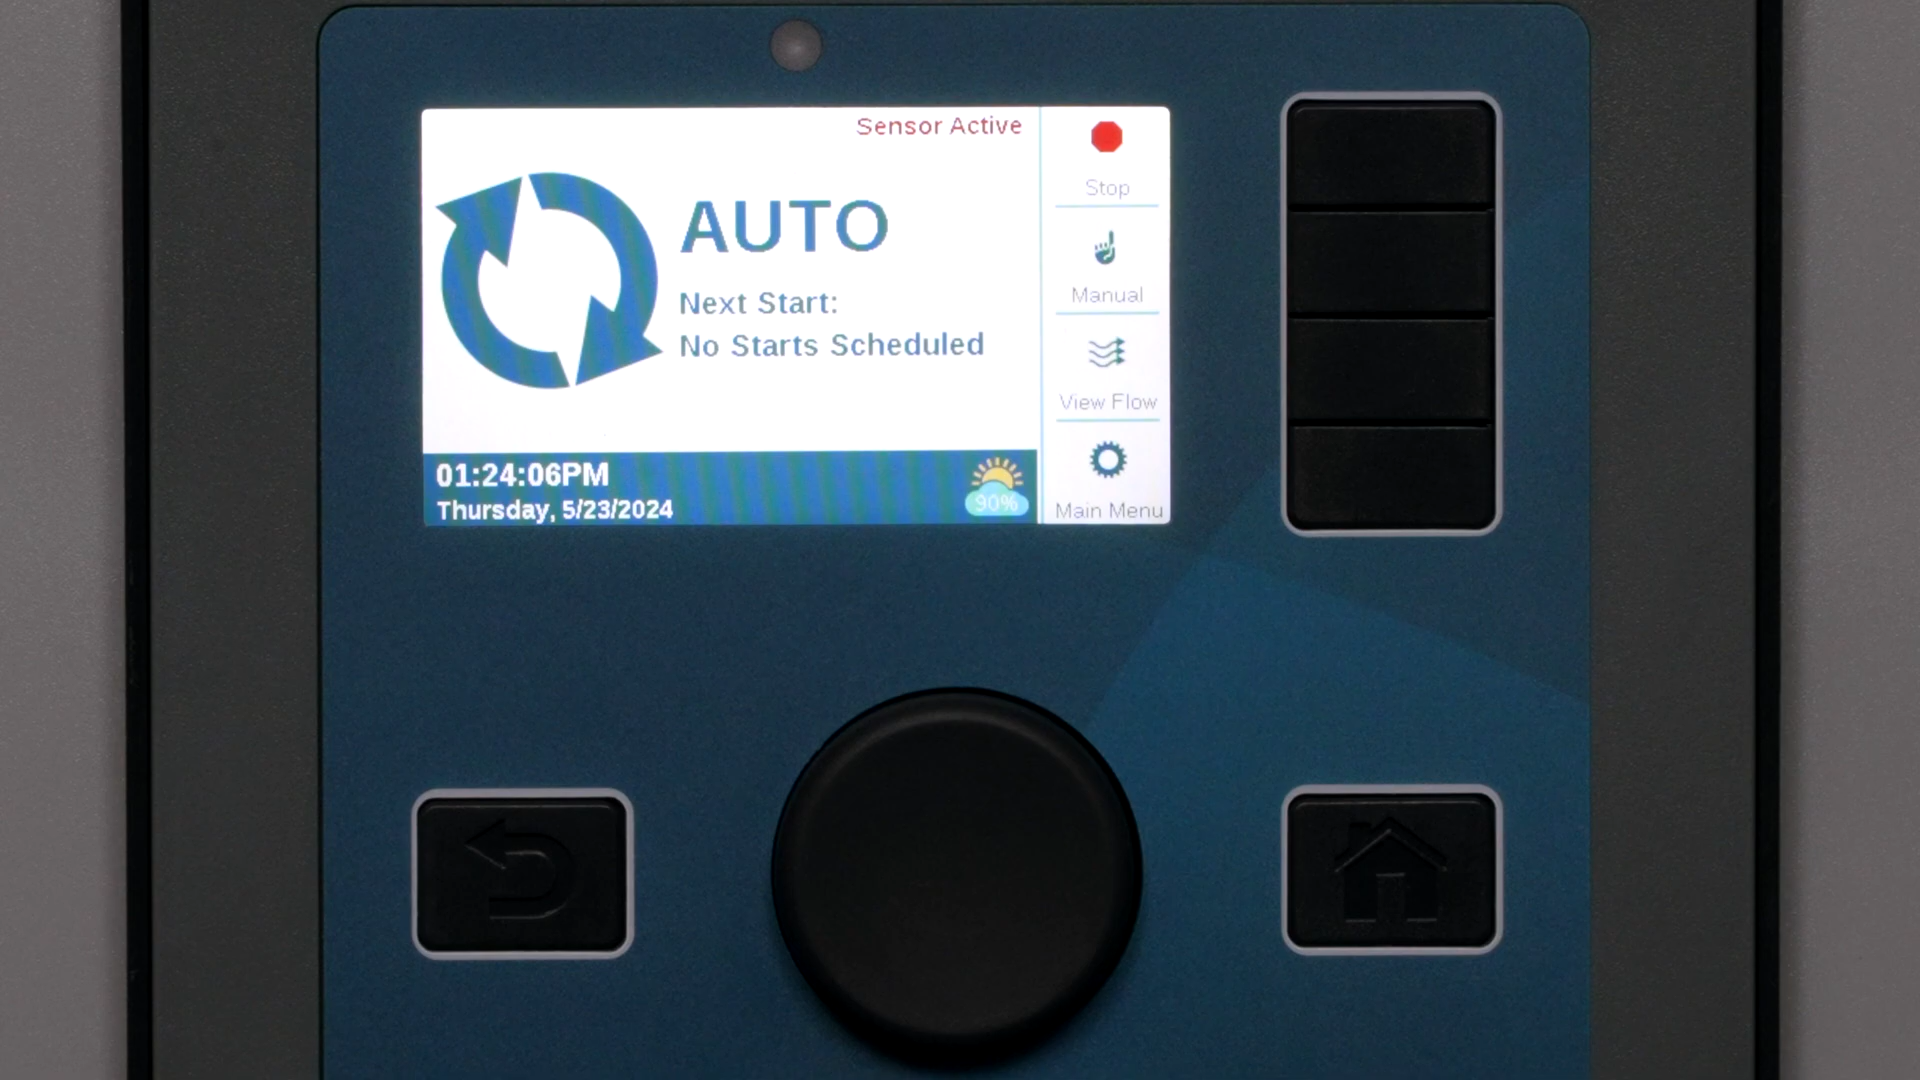 Sensor Active
AUTO
Next Start:
No Starts Scheduled
01:24:06PM
Thursday, 5/23/2024
90%
Stop
Manual
View Flow
Main Menu